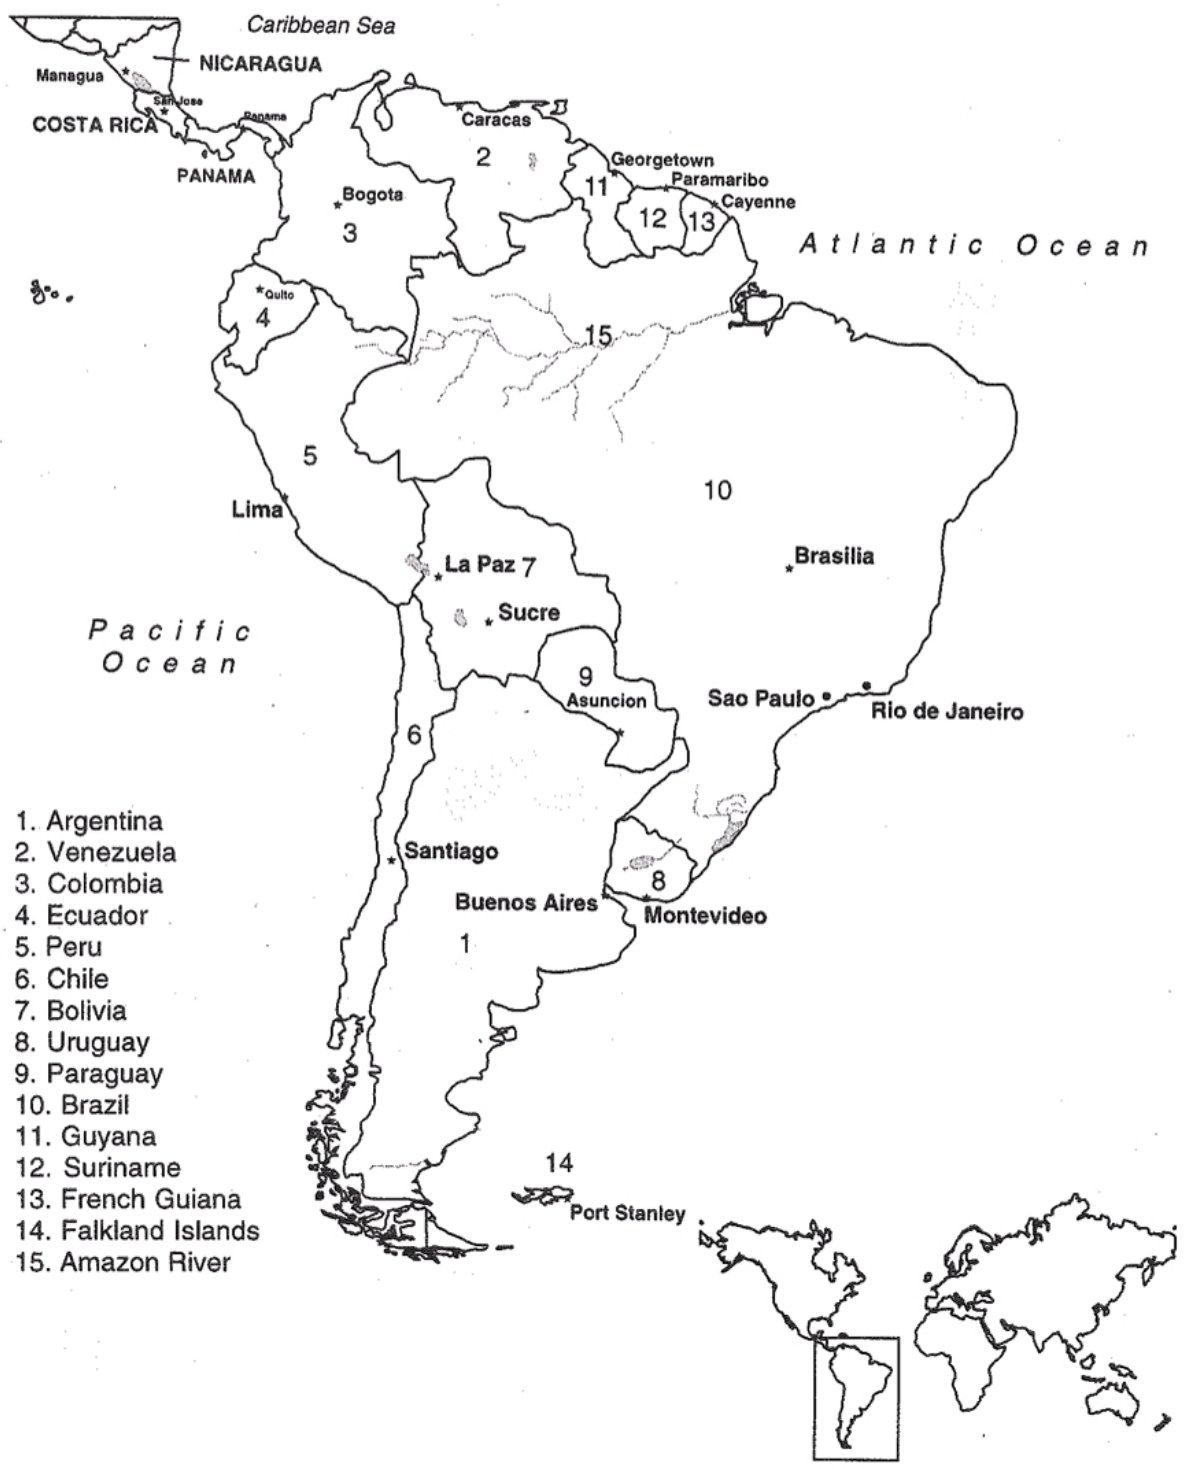 Caribbean Sea
NICARAGUA
Managua
San Jose
COSTA RICA
Panama
PANAMA
Caracas
2
Georgetown
11
Paramaribo
Cayenne
12
13
Bogota
3
Atlantic Ocean
Quito
4
15
5
10
Lima
Brasilia
La Paz 7
Sucre
Pacific
Ocean
9
Asuncion
Sao Paulo
Rio de Janeiro
6
Santiago
8
Buenos Aires
Montevideo
1
1. Argentina
2. Venezuela
3. Colombia
4. Ecuador
5. Peru
6. Chile
7. Bolivia
8. Uruguay
9. Paraguay
10. Brazil
11. Guyana
12. Suriname
13. French Guiana
14. Falkland Islands
15. Amazon River
14
Port Stanley